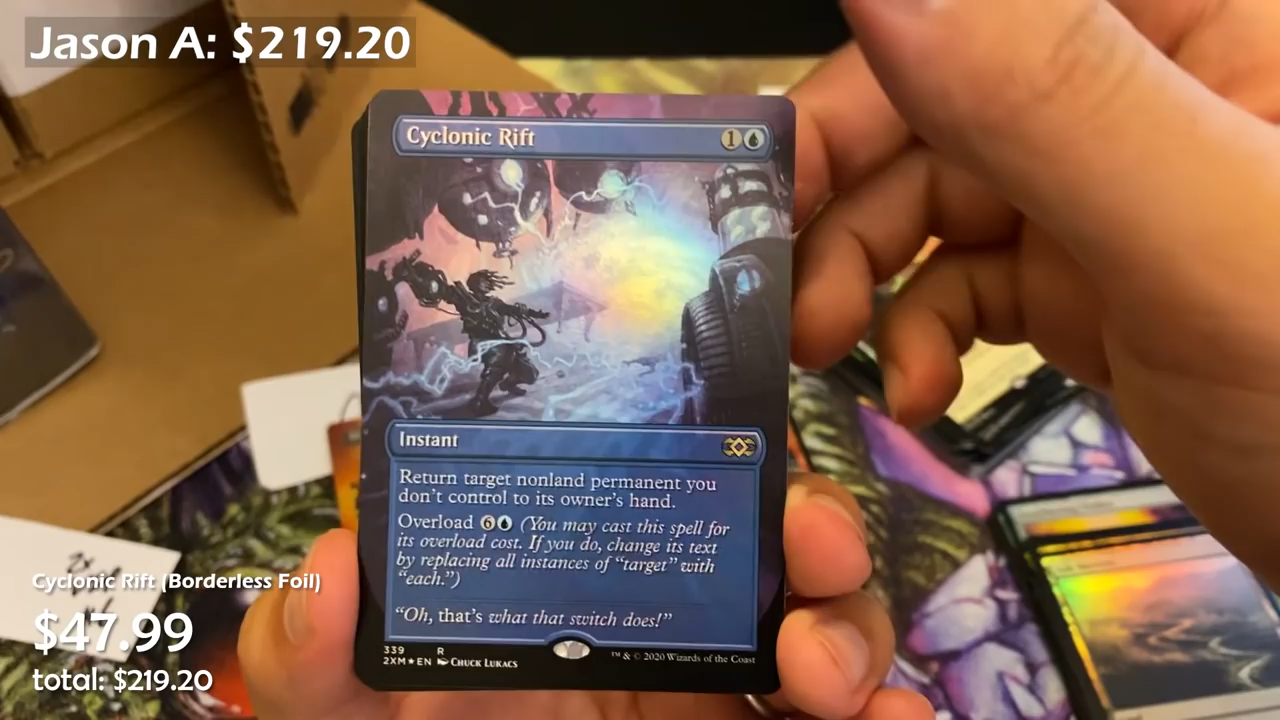 Jason A: $219.20
Cyclonic Rift
1
Instant
Return target nonland permanent you
don't control to its owner's hand.
Overload 6 (You may cast this spell for
its overload cost. If you do, change its text
by replacing all instances of "target" with
"each.")
"Oh, that's what that switch does!"
339 R
2XM★EN Chuck Lukacs
™ & © 2020 Wizards of the Coast
2x
Cyclonic Rift (Borderless Foil)
$47.99
total: $219.20